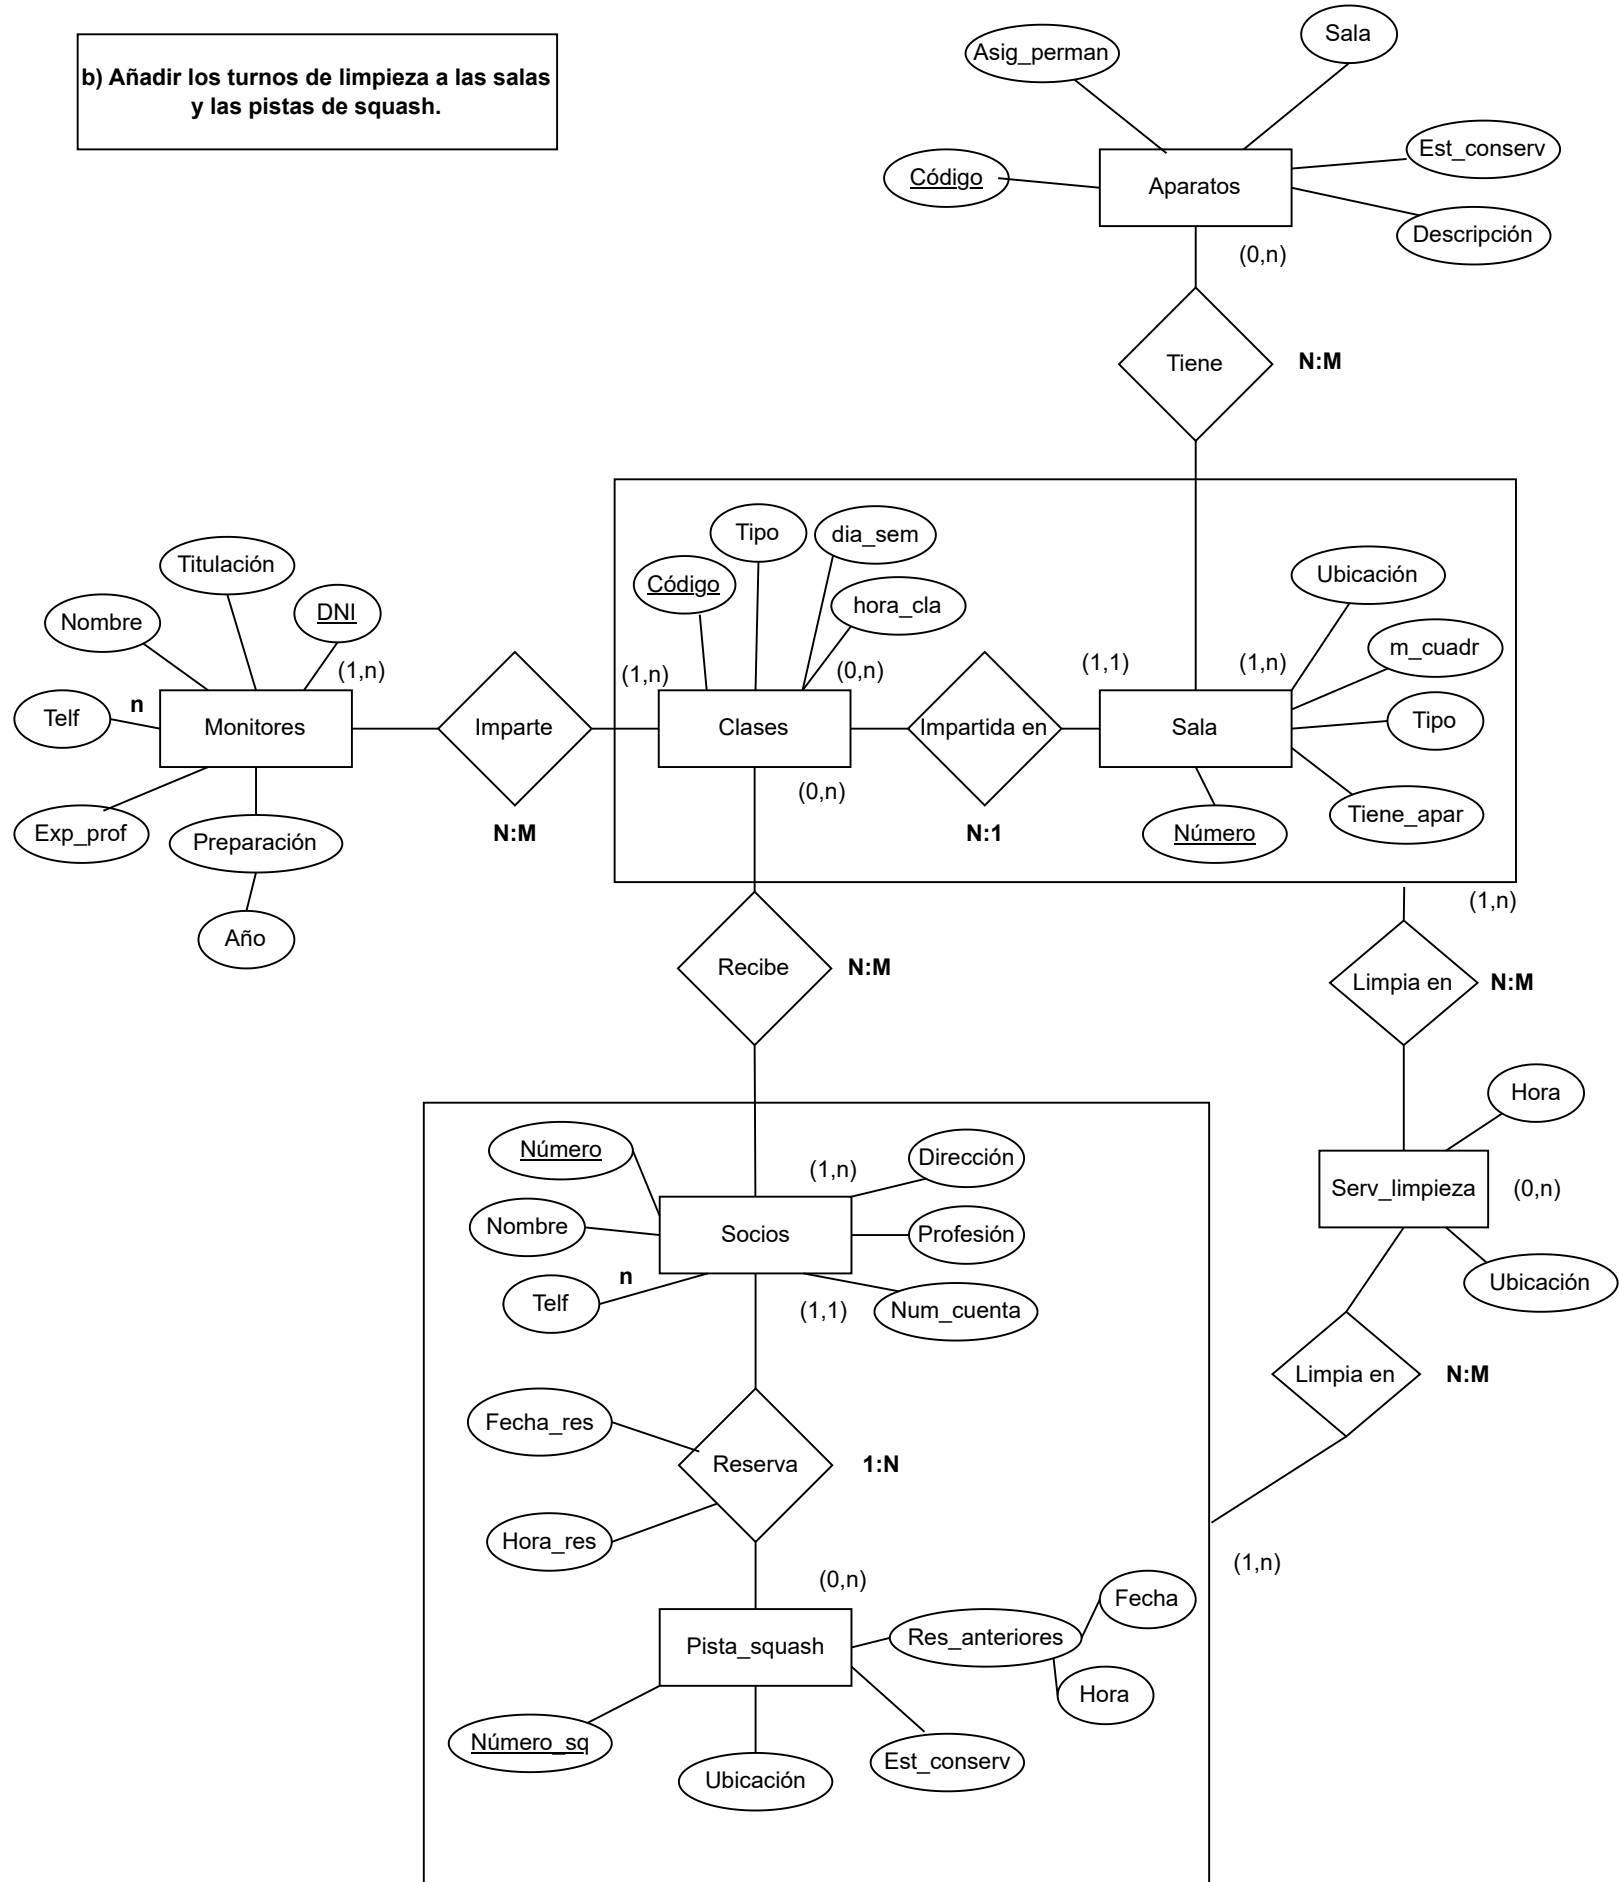 b) Añadir los turnos de limpieza a las salas
y las pistas de squash.
Asig_perman
Sala
Código
Aparatos
Est_conserv
Descripción
(0,n)
Tiene
N:M
Titulación
Nombre
DNI
(1,n)
Telf
n
Monitores
Exp_prof
Preparación
Año
Imparte
N:M
(1,n)
Código
Tipo
dia_sem
hora_cla
(0,n)
Clases
(0,n)
Impartida en
N:1
(1,1)
(1,n)
Sala
Ubicación
m_cuadr
Tipo
Tiene_apar
Número
(1,n)
Recibe
N:M
Limpia en
N:M
Hora
Serv_limpieza
(0,n)
Ubicación
Limpia en
N:M
(1,n)
Número
(1,n)
Dirección
Nombre
Socios
Profesión
n
Telf
(1,1)
Num_cuenta
Fecha_res
Reserva
1:N
Hora_res
(0,n)
Pista_squash
Res_anteriores
Fecha
Hora
Número_sq
Ubicación
Est_conserv